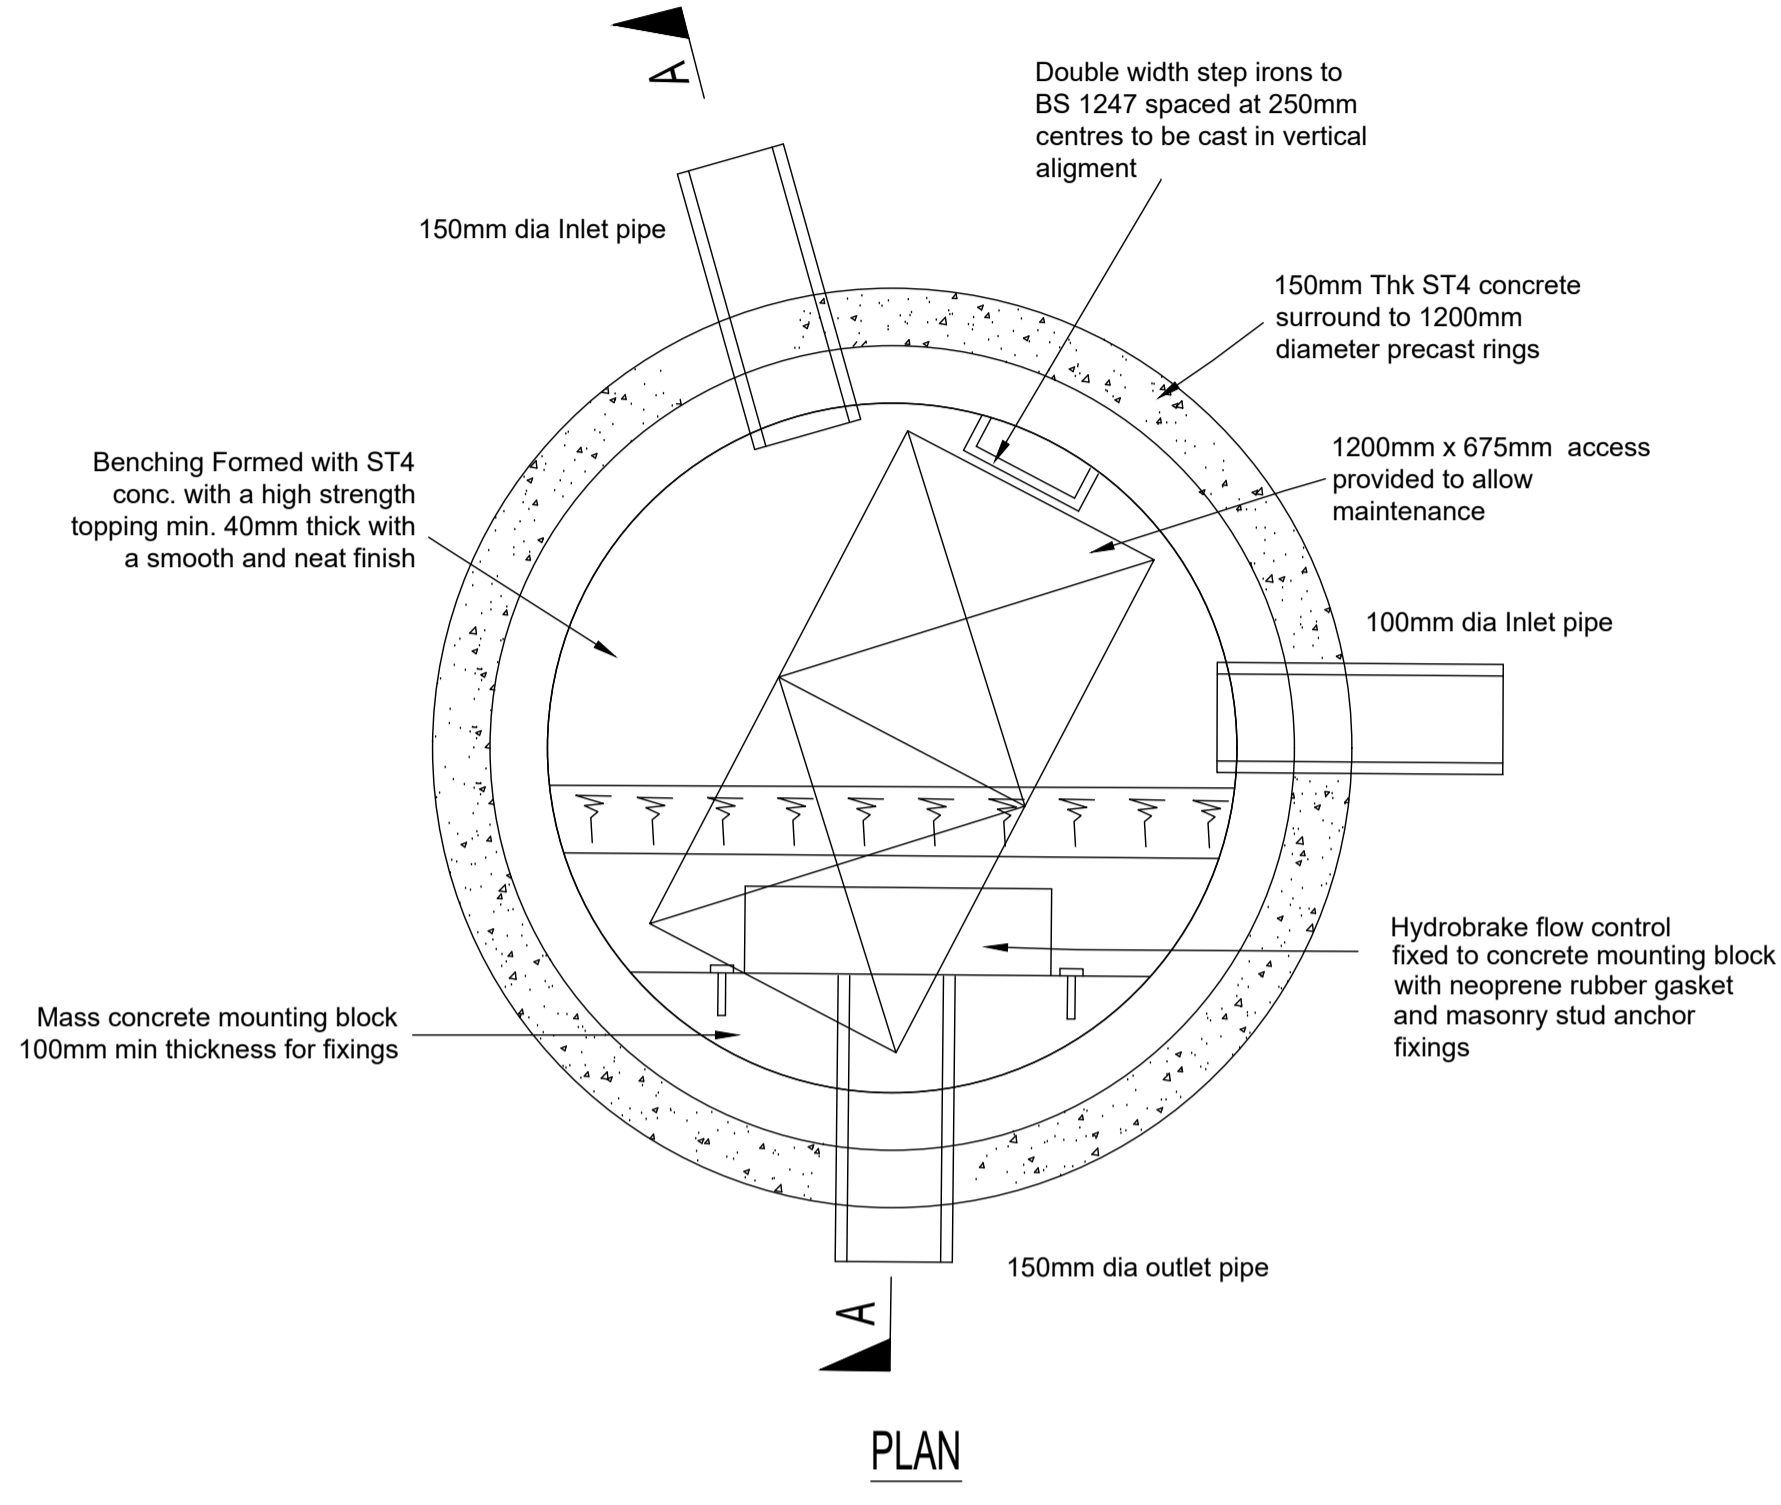 A
Double width step irons to
BS 1247 spaced at 250mm
centres to be cast in vertical
aligment
150mm dia Inlet pipe
150mm Thk ST4 concrete
surround to 1200mm
diameter precast rings
1200mm x 675mm access
provided to allow
maintenance
Benching Formed with ST4
conc. with a high strength
topping min. 40mm thick with
a smooth and neat finish
100mm dia Inlet pipe
Hydrobrake flow control
fixed to concrete mounting block
with neoprene rubber gasket
and masonry stud anchor
fixings
Mass concrete mounting block
100mm min thickness for fixings
150mm dia outlet pipe
A
PLAN